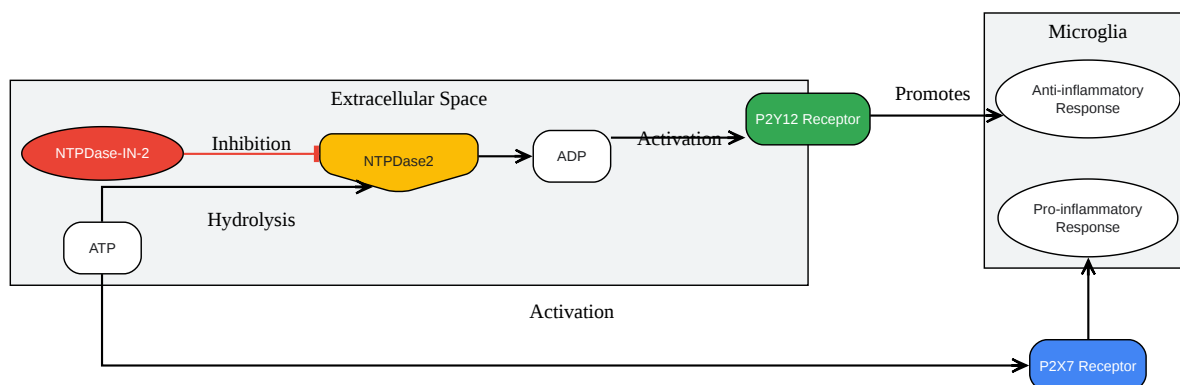 Microglia
Extracellular Space
Promotes
Anti-inflammatory
Response
P2Y12 Receptor
NTPDase-IN-2
Inhibition
NTPDase2
ADP
Activation
Pro-inflammatory
Response
Hydrolysis
ATP
Activation
P2X7 Receptor